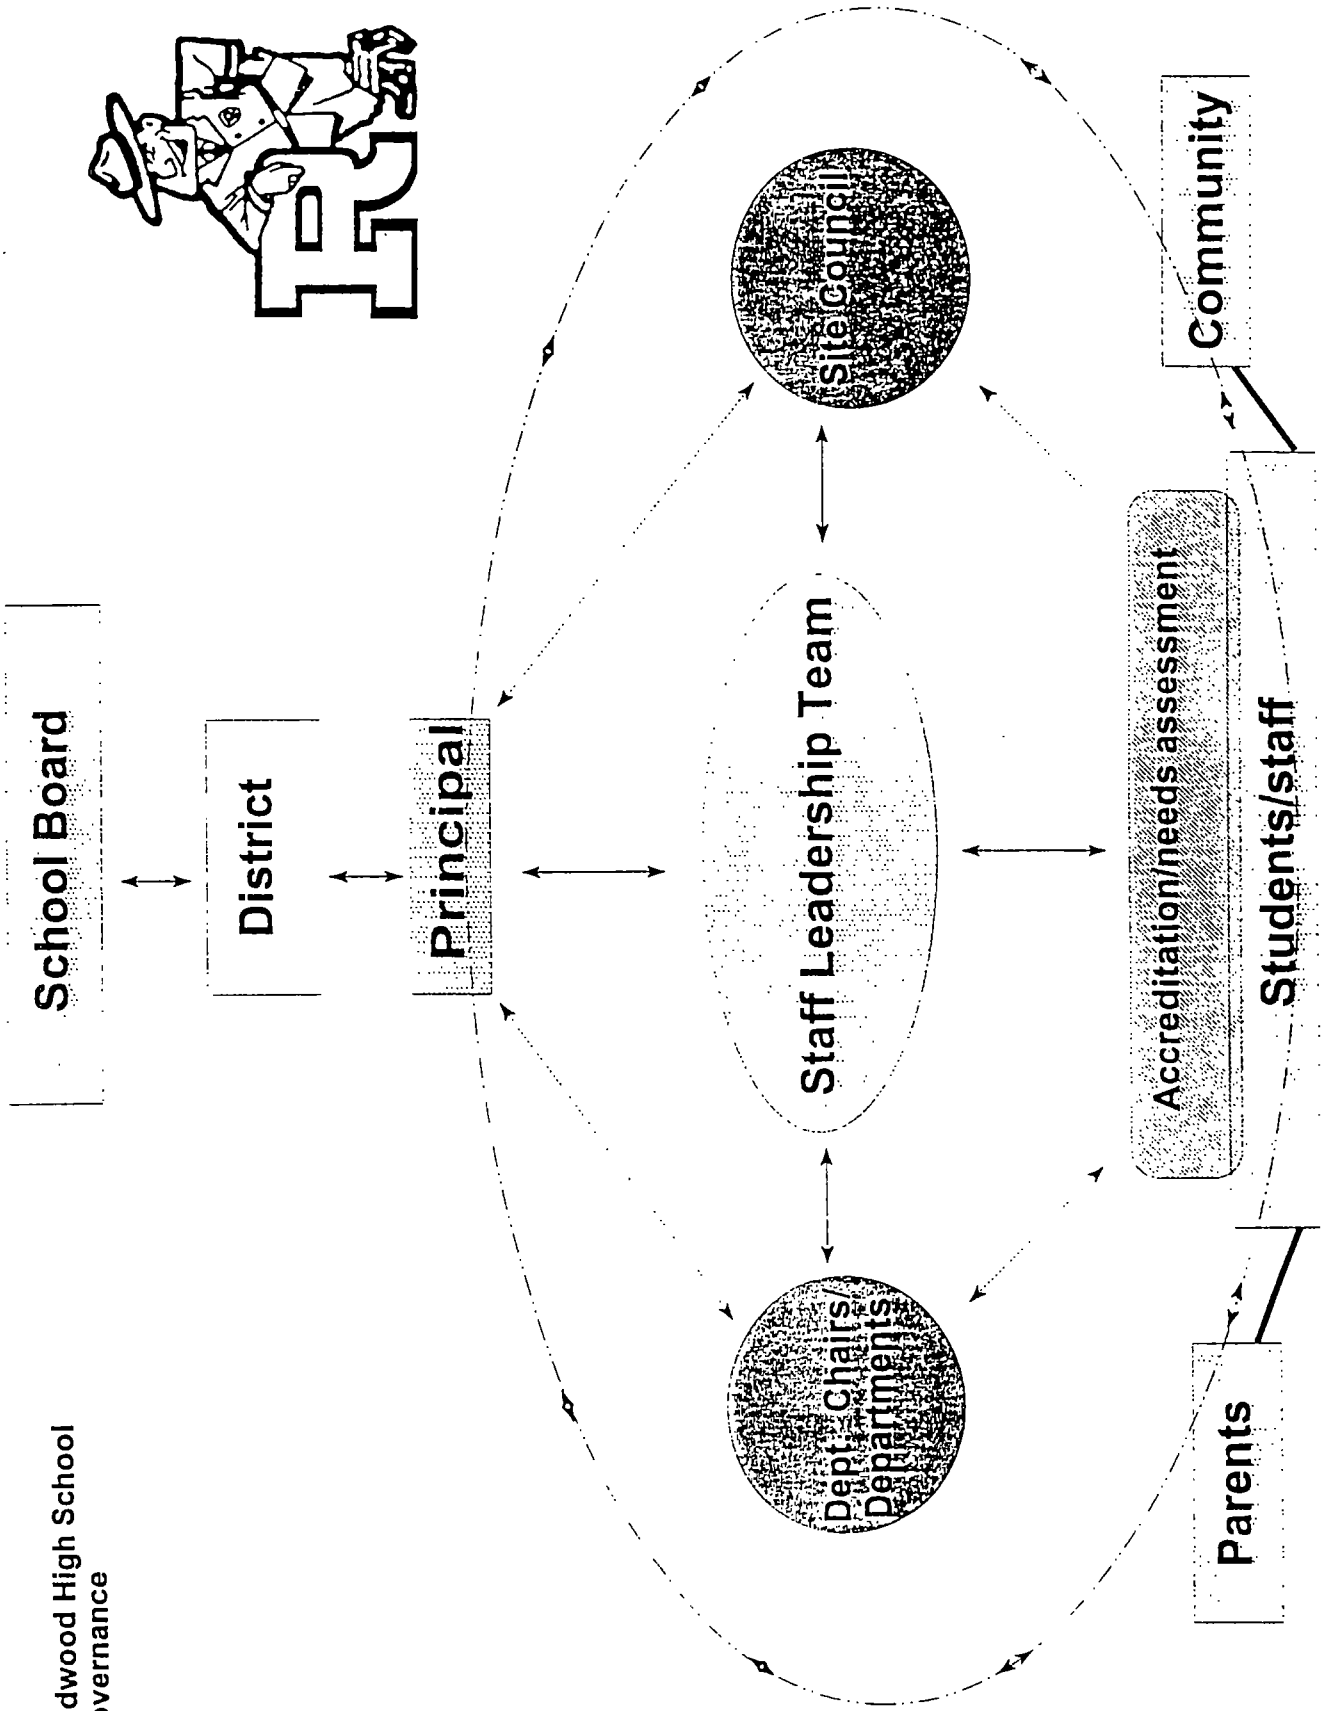 dwood High School
overnance
School Board
District
Principal
Staff Leadership Team
Dept. Chairs/
Departments
Site Council
Accreditation/needs assessment
Students/staff
Parents
Community